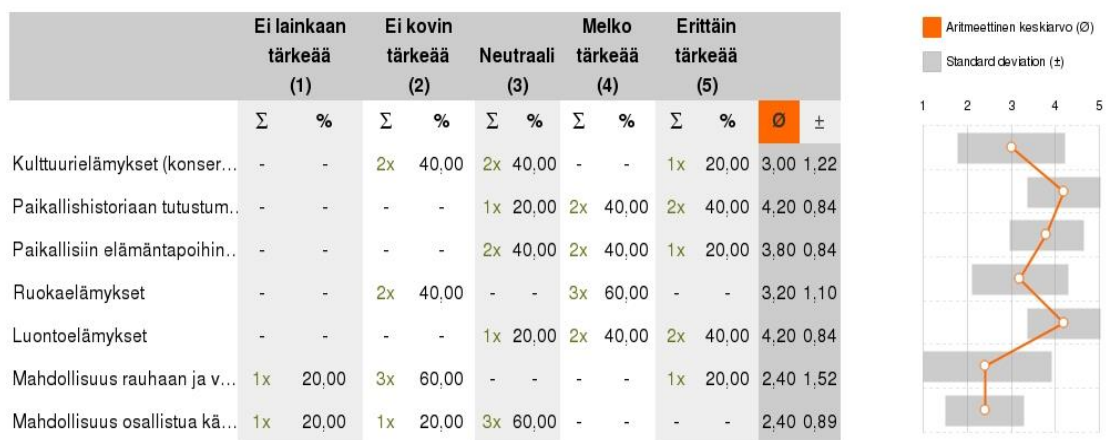 Ei lainkaan tärkeää (1) Ei kovin tärkeää (2) Neutraali (3) Melko tärkeää (4) Erittäin tärkeää (5)
Σ % Σ % Σ % Σ % Σ % Ø ±
Kulttuurielämykset (konser... - - 2x 40,00 2x 40,00 - - 1x 20,00 3,00 1,22
Paikallishistoriaan tutustum.. - - - - 1x 20,00 2x 40,00 2x 40,00 4,20 0,84
Paikallisiin elämäntapoihin.. - - - - 2x 40,00 2x 40,00 1x 20,00 3,80 0,84
Ruokaelämykset - - 2x 40,00 - - 3x 60,00 - - 3,20 1,10
Luontoelämykset - - - - 1x 20,00 2x 40,00 2x 40,00 4,20 0,84
Mahdollisuus rauhaan ja v... 1x 20,00 3x 60,00 - - - - 1x 20,00 2,40 1,52
Mahdollisuus osallistua kä... 1x 20,00 1x 20,00 3x 60,00 - - - - 2,40 0,89
Aritmeettinen keskiarvo (Ø)
Standard deviation (±)
1 2 3 4 5